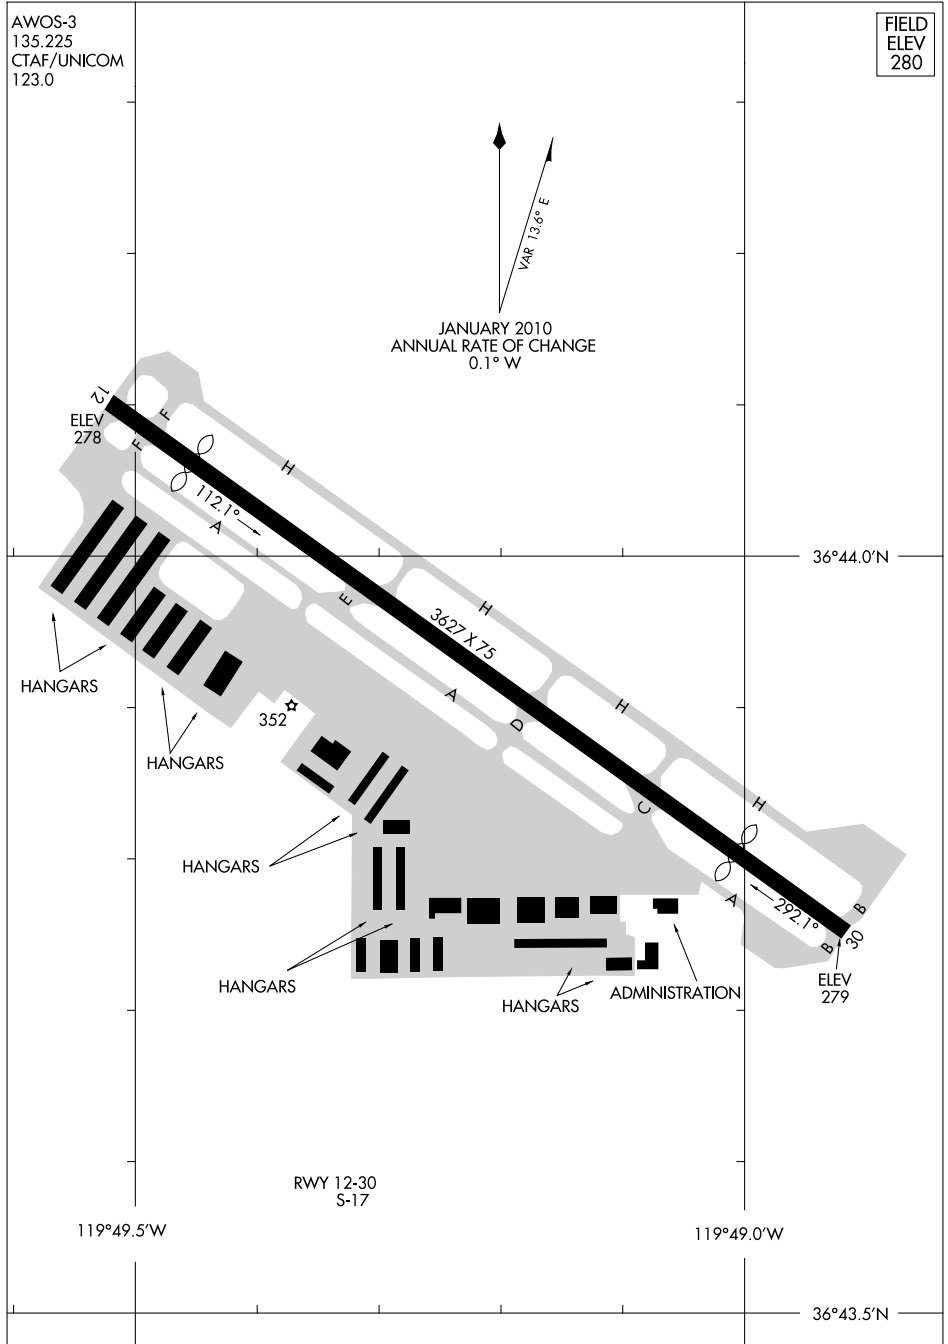 AWOS-3
135.225
CTAF/UNICOM
123.0
FIELD
ELEV
280
VAR 13.6° E
JANUARY 2010
ANNUAL RATE OF CHANGE
0.1° W
12
ELEV
278
F
F
H
112.1°
A
36°44.0'N
E
H
3627 X 75
HANGARS
A
H
352
D
HANGARS
C
H
HANGARS
A
292.1°
B
30
B
HANGARS
HANGARS
ADMINISTRATION
ELEV
279
RWY 12-30
S-17
119°49.5'W
119°49.0'W
36°43.5'N